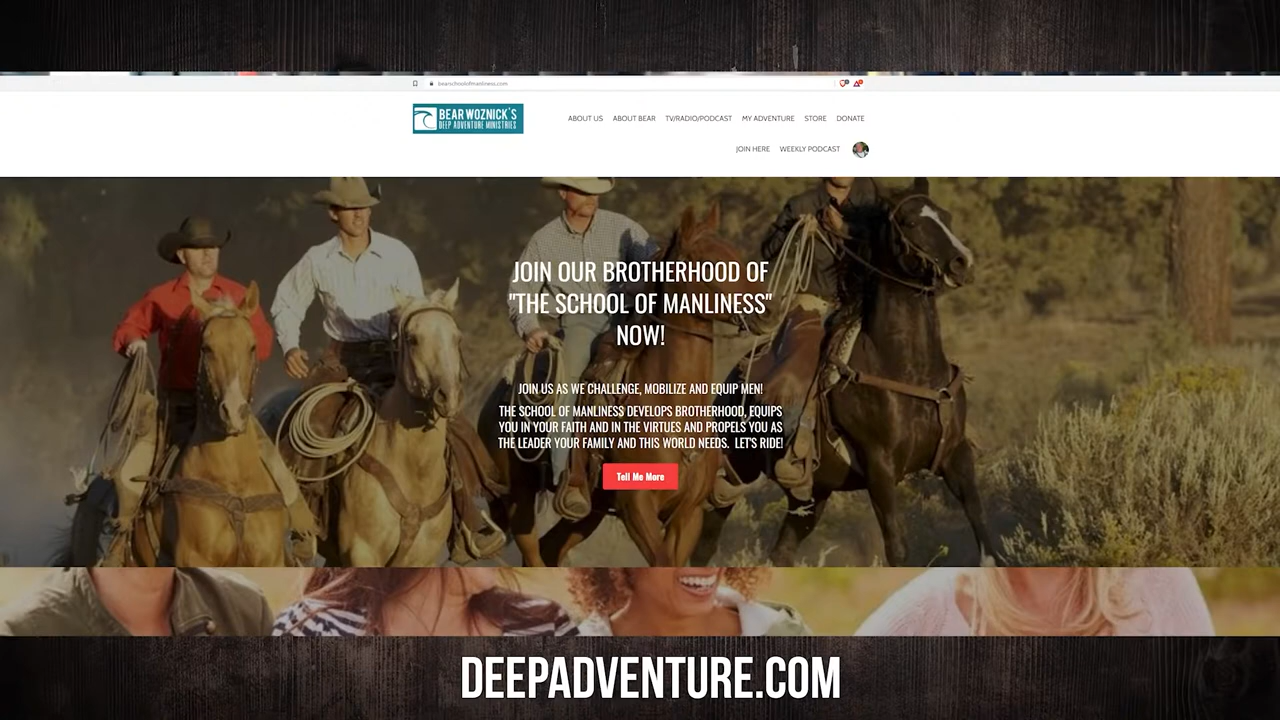 bearschoolofmanliness.com
BEAR WOZNICK'S
DEEP ADVENTURE MINISTRIES
ABOUT US ABOUT BEAR TV/RADIO/PODCAST MY ADVENTURE STORE DONATE
JOIN HERE WEEKLY PODCAST
JOIN OUR BROTHERHOOD OF
"THE SCHOOL OF MANLINESS"
NOW!
JOIN US AS WE CHALLENGE, MOBILIZE AND EQUIP MEN!
THE SCHOOL OF MANLINESS DEVELOPS BROTHERHOOD, EQUIPS
YOU IN YOUR FAITH AND IN THE VIRTUES AND PROPELS YOU AS
THE LEADER YOUR FAMILY AND THIS WORLD NEEDS. LET'S RIDE!
Tell Me More
DEEPADVENTURE.COM